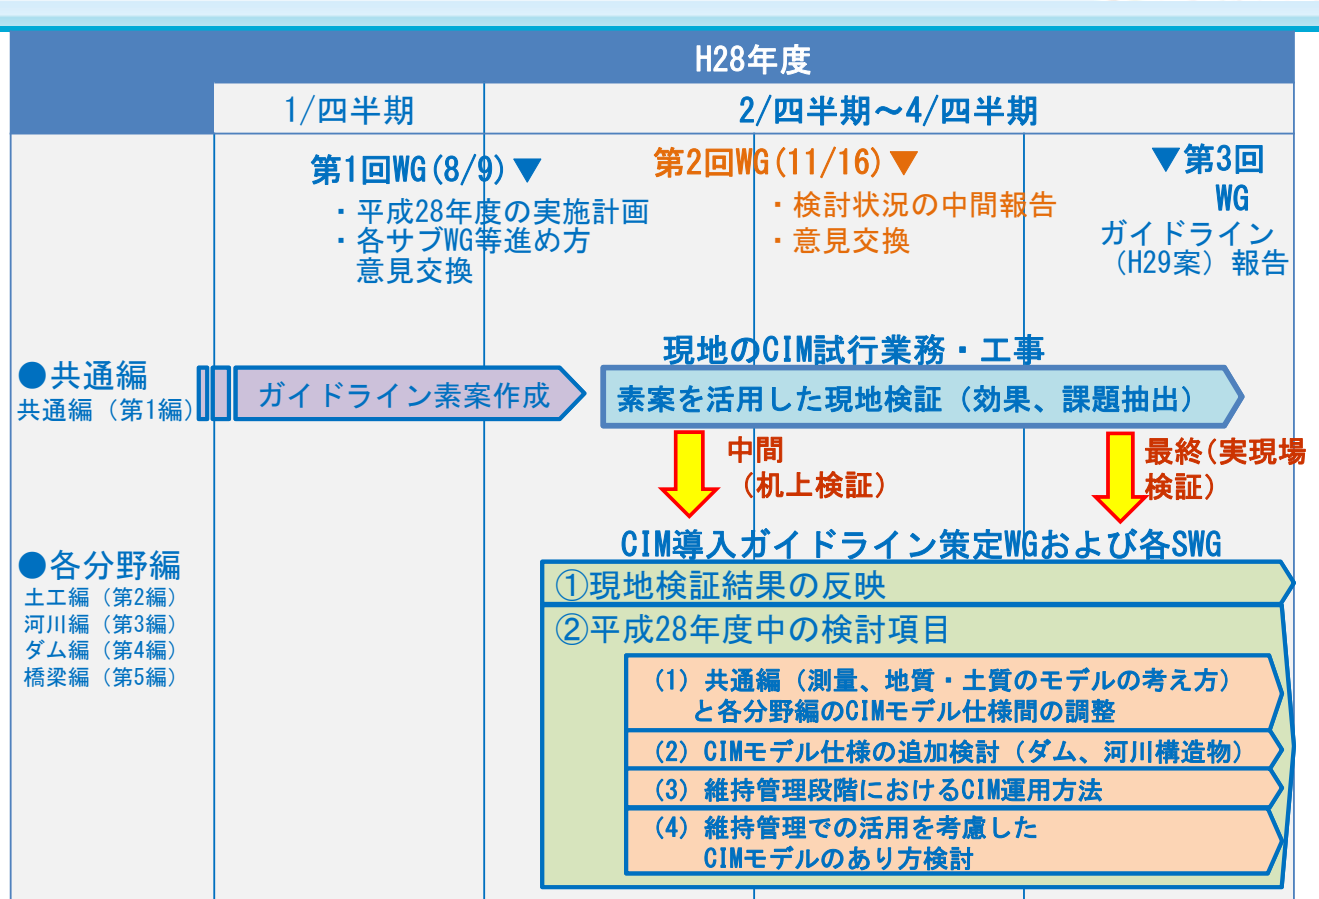 H28年度
1/四半期
2/四半期～4/四半期
第1回WG(8/9)▼
・平成28年度の実施計画
・各サブWG等進め方
意見交換
第2回WG(11/16)▼
・検討状況の中間報告
・意見交換
▼第3回
WG
ガイドライン
（H29案）報告
●共通編
共通編（第1編）
ガイドライン素案作成
現地のCIM試行業務・工事
素案を活用した現地検証（効果、課題抽出）
中間
（机上検証）
最終（実現場
検証）
●各分野編
土工編（第2編）
河川編（第3編）
ダム編（第4編）
橋梁編（第5編）
CIM導入ガイドライン策定WGおよび各SWG
①現地検証結果の反映
②平成28年度中の検討項目
(1) 共通編（測量、地質・土質のモデルの考え方）
と各分野編のCIMモデル仕様間の調整
(2) CIMモデル仕様の追加検討（ダム、河川構造物）
(3) 維持管理段階におけるCIM運用方法
(4) 維持管理での活用を考慮した
CIMモデルのあり方検討